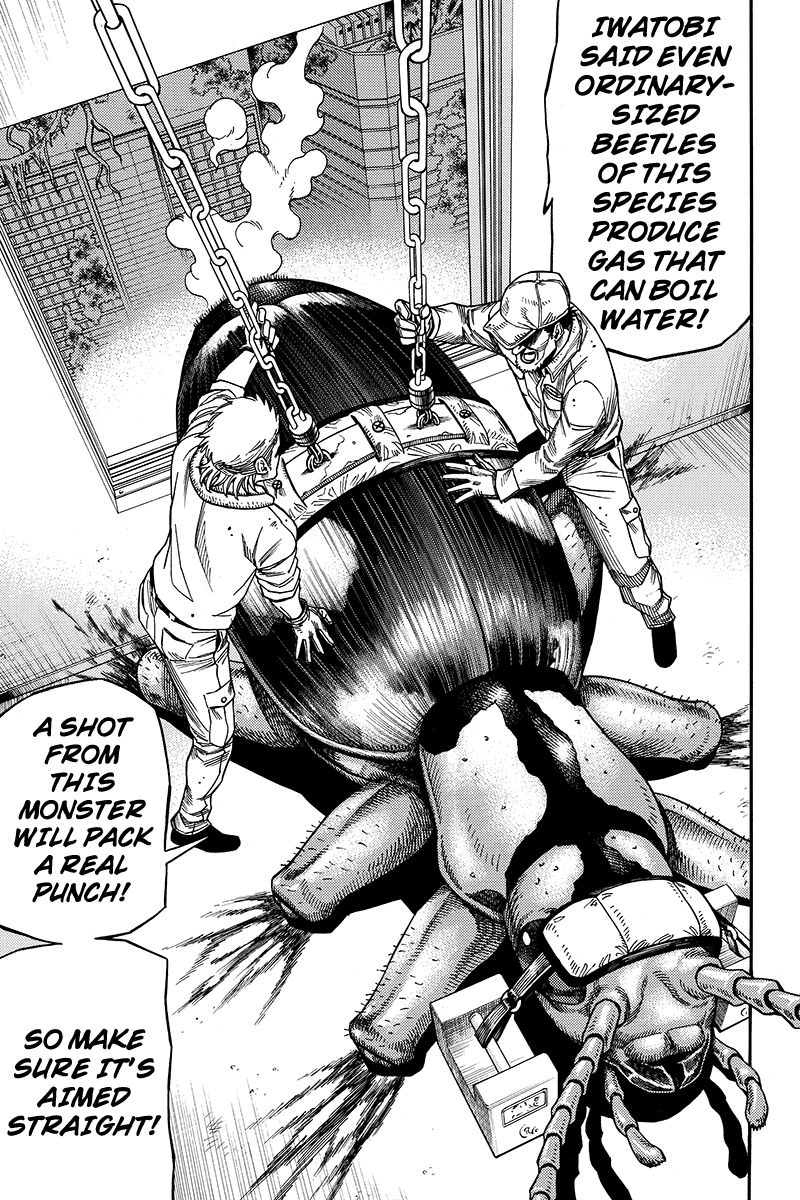 IWATOBI
SAID EVEN
ORDINARY-
SIZED
BEETLES
OF THIS
SPECIES
PRODUCE
GAS THAT
CAN BOIL
WATER!
A SHOT
FROM
THIS
MONSTER
WILL PACK
A REAL
PUNCH!
SO MAKE
SURE IT'S
AIMED
STRAIGHT!